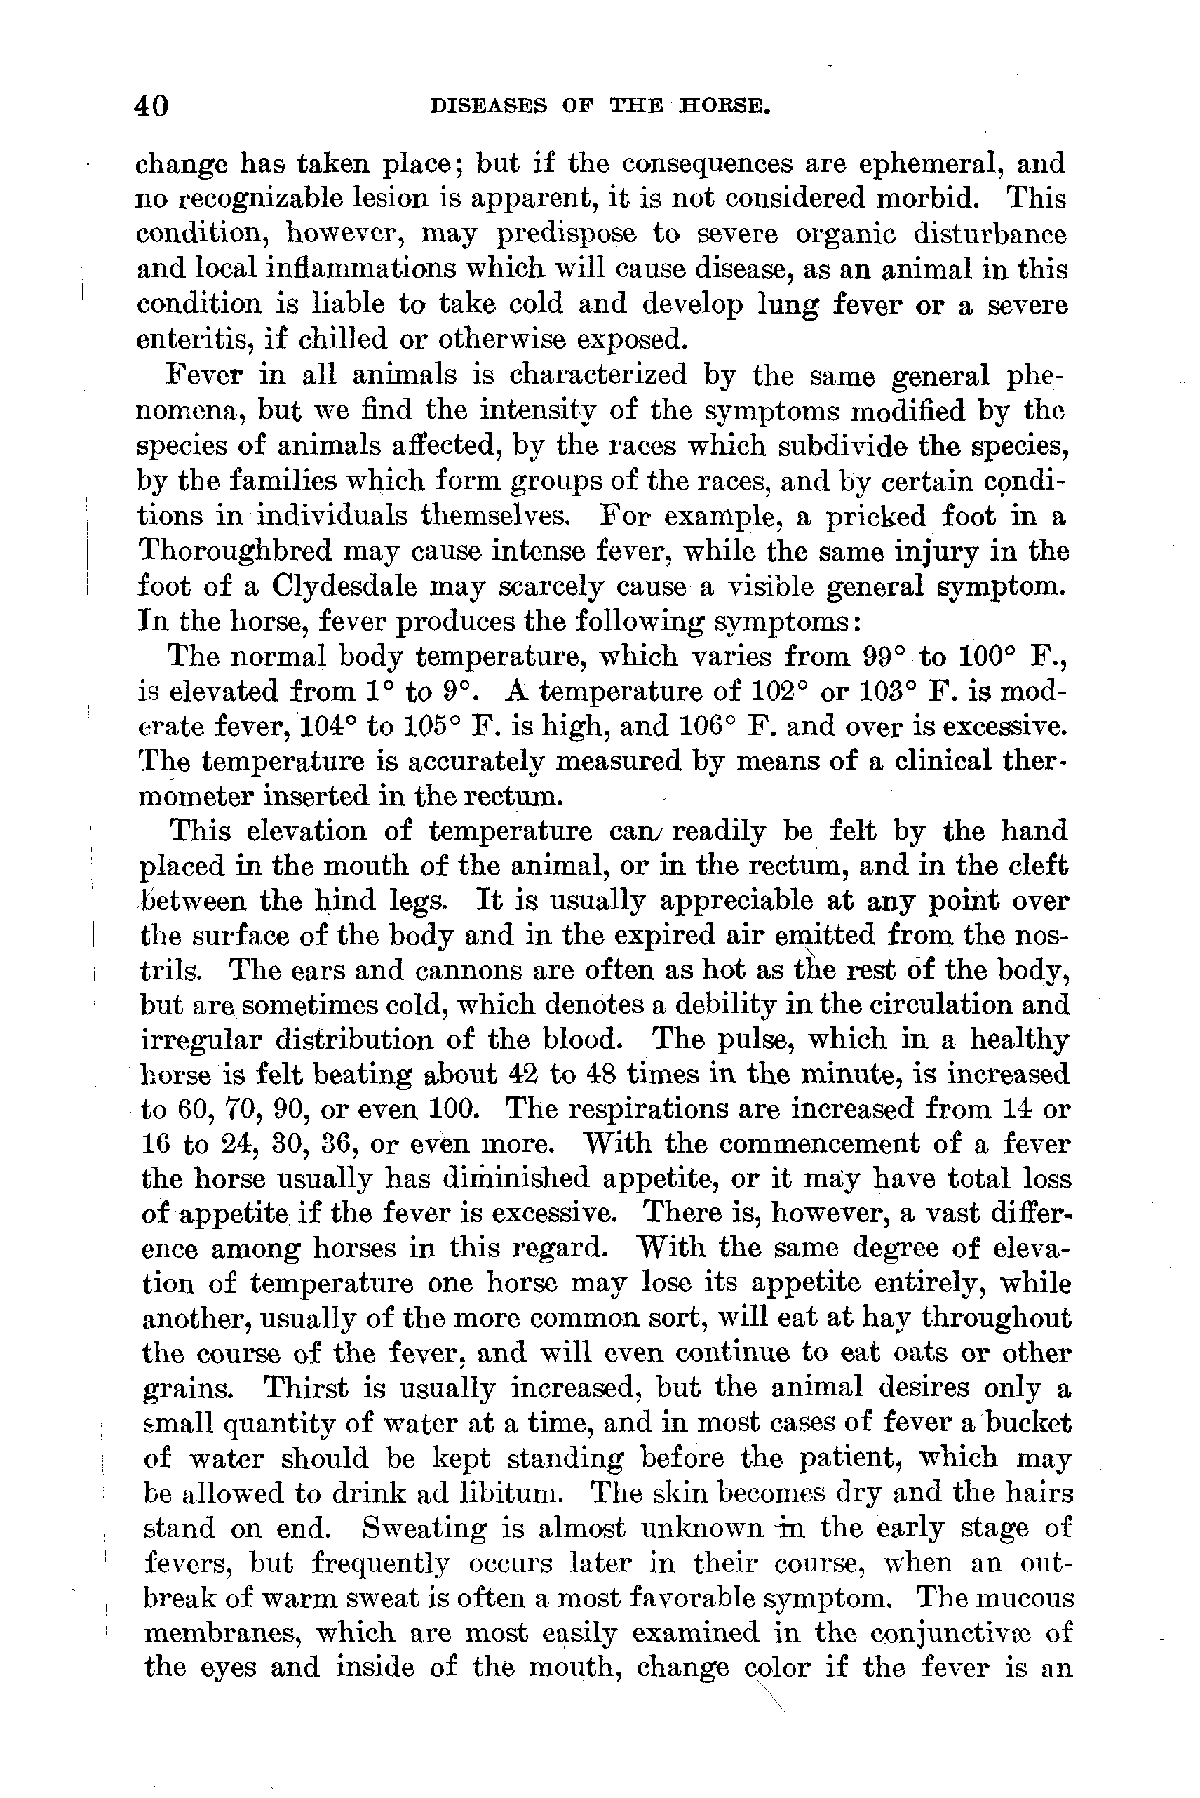 40 DISEASES OF THE HORSE.
change has taken place; but if the consequences are ephemeral, and
no recognizable lesion is apparent, it is not considered morbid. This
condition, however, may predispose to severe organic disturbance
and local inflammations which will cause disease, as an animal in this
condition is liable to take cold and develop lung fever or a severe
enteritis, if chilled or otherwise exposed.
Fever in all animals is characterized by the same general phe-
nomena, but we find the intensity of the symptoms modified by the
species of animals affected, by the races which subdivide the species,
by the families which form groups of the races, and by certain condi-
tions in individuals themselves. For example, a pricked foot in a
Thoroughbred may cause intense fever, while the same injury in the
foot of a Clydesdale may scarcely cause a visible general symptom.
In the horse, fever produces the following symptoms:
The normal body temperature, which varies from 99° to 100° F.,
is elevated from 1° to 9°. A temperature of 102° or 103° F. is mod-
erate fever, 104° to 105° F. is high, and 106° F. and over is excessive.
The temperature is accurately measured by means of a clinical ther-
mometer inserted in the rectum.
This elevation of temperature can readily be felt by the hand
placed in the mouth of the animal, or in the rectum, and in the cleft
between the hind legs. It is usually appreciable at any point over
the surface of the body and in the expired air emitted from the nos-
trils. The ears and cannons are often as hot as the rest of the body,
but are sometimes cold, which denotes a debility in the circulation and
irregular distribution of the blood. The pulse, which in a healthy
horse is felt beating about 42 to 48 times in the minute, is increased
to 60, 70, 90, or even 100. The respirations are increased from 14 or
16 to 24, 30, 36, or even more. With the commencement of a fever
the horse usually has diminished appetite, or it may have total loss
of appetite if the fever is excessive. There is, however, a vast differ-
ence among horses in this regard. With the same degree of eleva-
tion of temperature one horse may lose its appetite entirely, while
another, usually of the more common sort, will eat at hay throughout
the course of the fever, and will even continue to eat oats or other
grains. Thirst is usually increased, but the animal desires only a
small quantity of water at a time, and in most cases of fever a bucket
of water should be kept standing before the patient, which may
be allowed to drink ad libitum. The skin becomes dry and the hairs
stand on end. Sweating is almost unknown in the early stage of
fevers, but frequently occurs later in their course, when an out-
break of warm sweat is often a most favorable symptom. The mucous
membranes, which are most easily examined in the conjunctivæ of
the eyes and inside of the mouth, change color if the fever is an